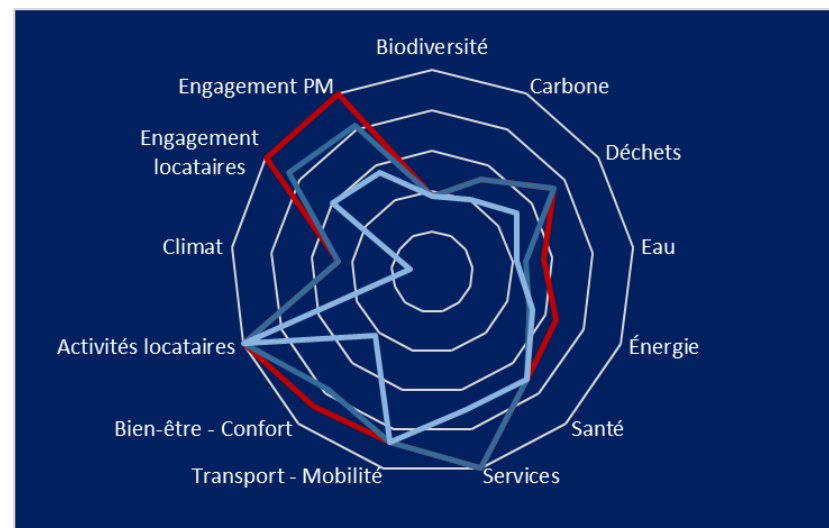 Biodiversité
Engagement PM
Carbone
Engagement
locataires
Déchets
Climat
Eau
Activités locataires
Énergie
Bien-être - Confort
Santé
Transport - Mobilité
Services